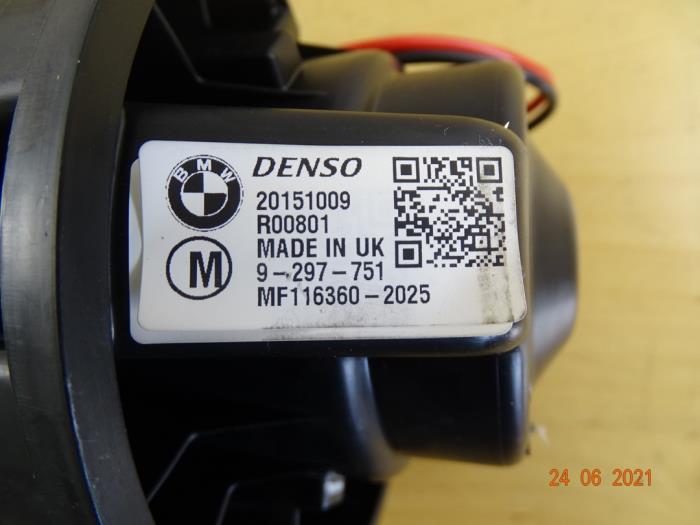 BMW DENSO
20151009
R00801
M MADE IN UK
9-297-751
MF116360-2025
24 06 2021